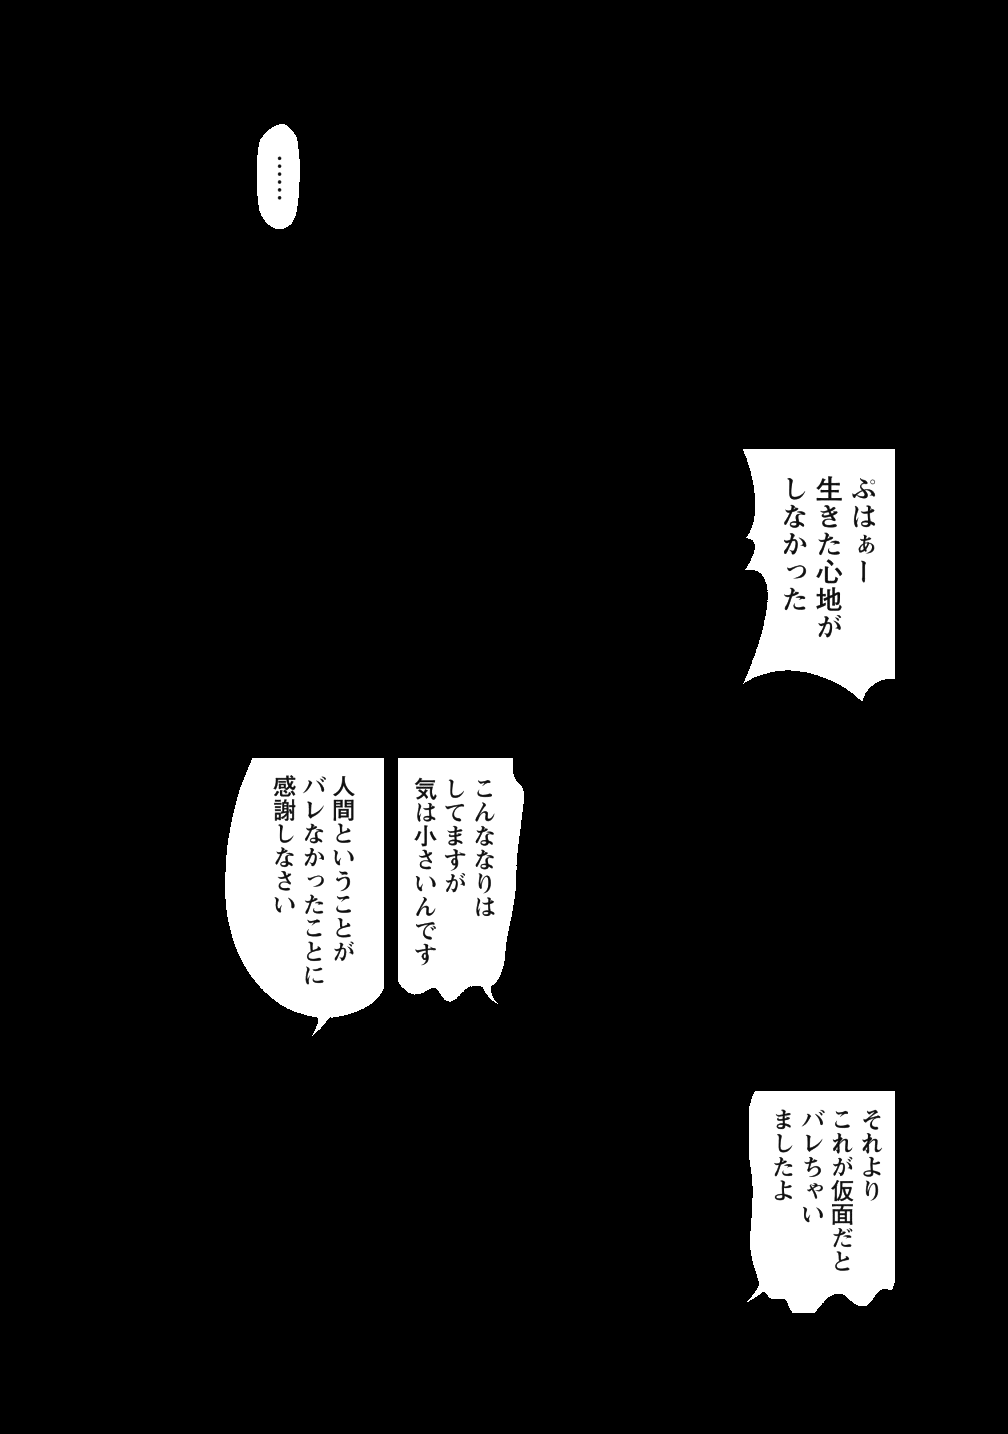 ……
ぷはぁー
生きた心地が
しなかった
こんななりは
してますが
気は小さいんです
人間ということが
バレなかったことに
感謝しなさい
それより
これが仮面だと
バレちゃい
ましたよ